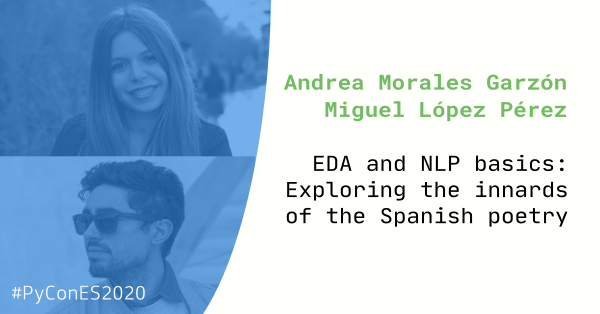 Andrea Morales Garzón
Miguel López Pérez
EDA and NLP basics:
Exploring the innards
of the Spanish poetry
#PyConES2020